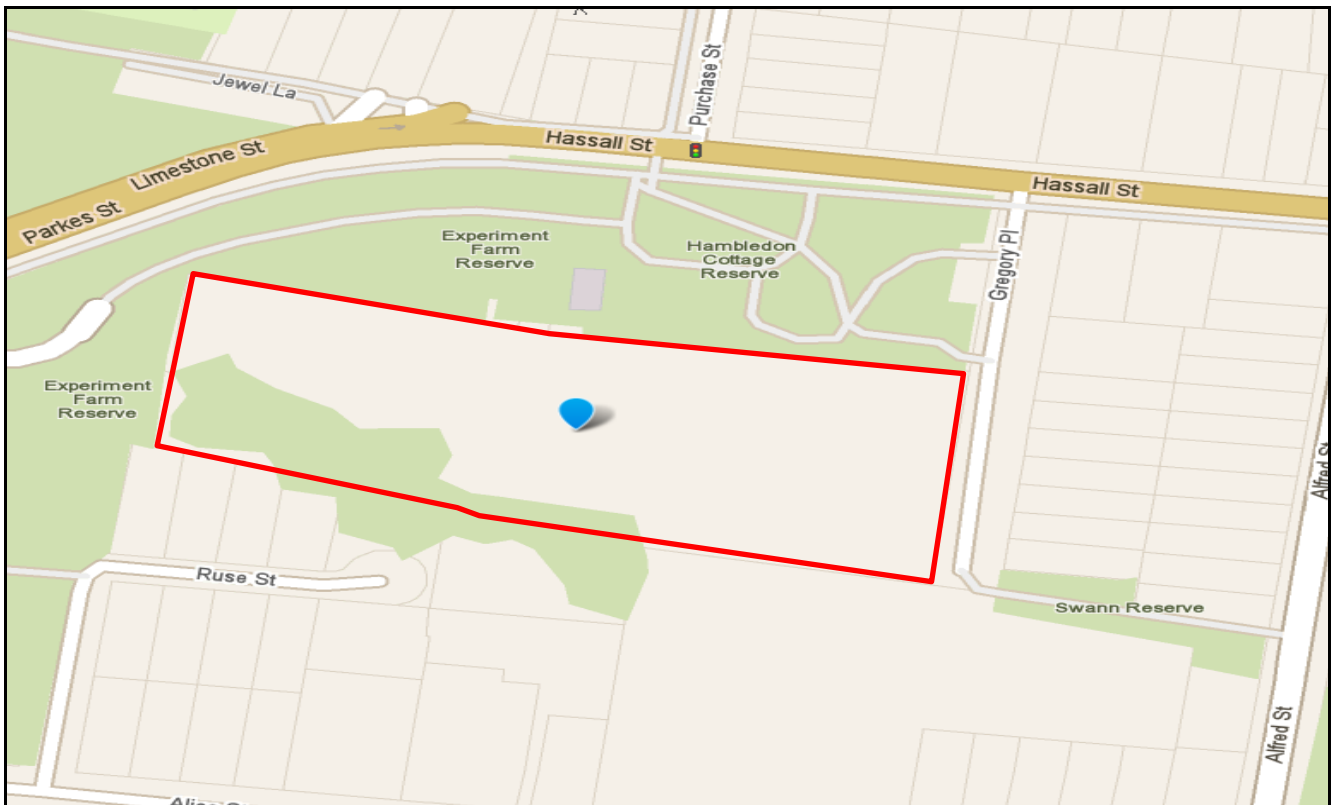 Jewel La
Purchase St
Hassall St
Limestone St
Hassall St
Parkes St
Experiment
Farm
Reserve
Hambledon
Cottage
Reserve
Gregory Pl
Experiment
Farm
Reserve
Alfred St
Ruse St
Swann Reserve
Alfred St